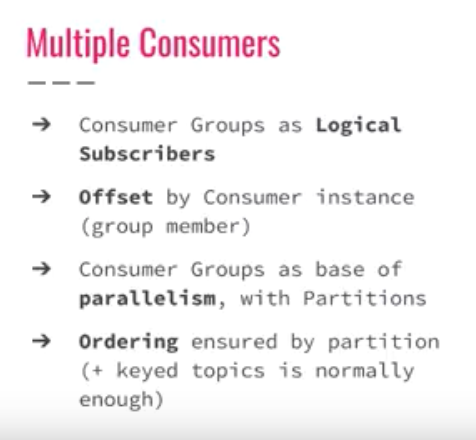 Multiple Consumers
➔ Consumer Groups as Logical
Subscribers
➔ Offset by Consumer instance
(group member)
➔ Consumer Groups as base of
parallelism, with Partitions
➔ Ordering ensured by partition
(+ keyed topics is normally
enough)